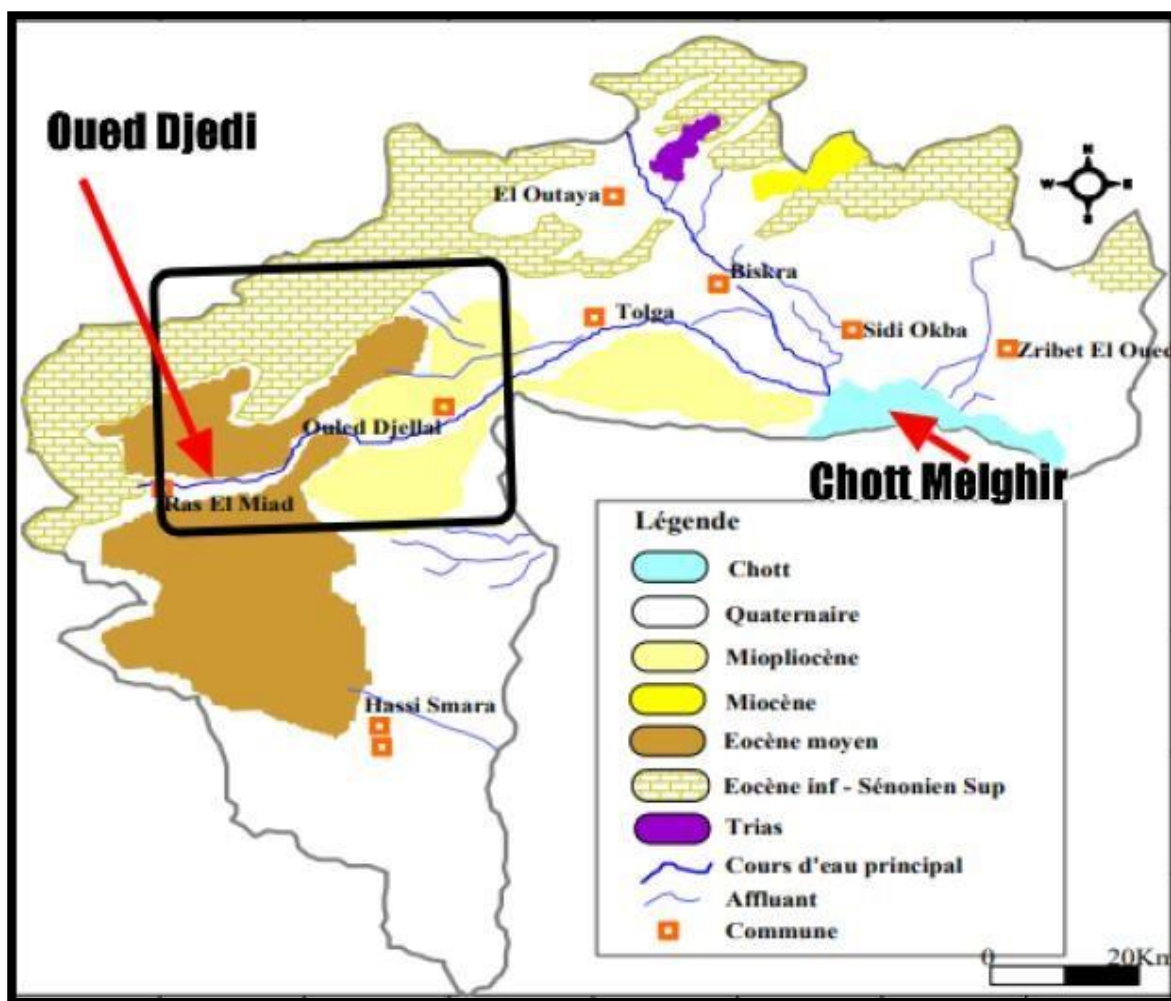 Oued Djedi
El Outaya
N
W E
S
Biskra
Tolga
Sidi Okba
Zribet El Oued
Ouled Djellal
Ras El Miad
Chott Melghir
Hassi Smara
Légende
Chott
Quaternaire
Miopliocène
Miocène
Eocène moyen
Eocène inf - Sénonien Sup
Trias
Cours d'eau principal
Affluant
Commune
0 20Km